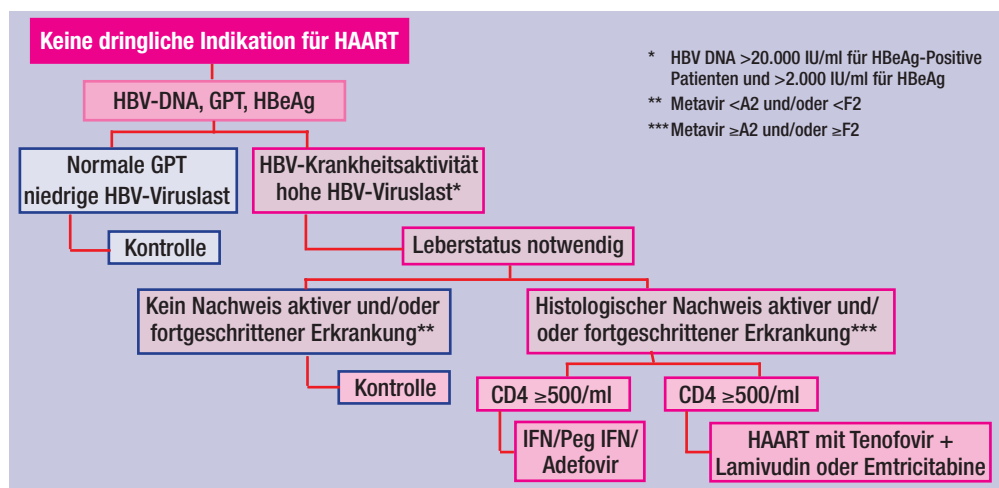 Keine dringliche Indikation für HAART
* HBV DNA >20.000 IU/ml für HBeAg-Positive
Patienten und >2.000 IU/ml für HBeAg
** Metavir <A2 und/oder <F2
*** Metavir ≥A2 und/oder ≥F2
HBV-DNA, GPT, HBeAg
Normale GPT
niedrige HBV-Viruslast
HBV-Krankheitsaktivität
hohe HBV-Viruslast*
Kontrolle
Leberstatus notwendig
Kein Nachweis aktiver und/oder
fortgeschrittener Erkrankung**
Histologischer Nachweis aktiver und/
oder fortgeschrittener Erkrankung***
Kontrolle
CD4 ≥500/ml
CD4 ≥500/ml
IFN/Peg IFN/
Adefovir
HAART mit Tenofovir +
Lamivudin oder Emtricitabine